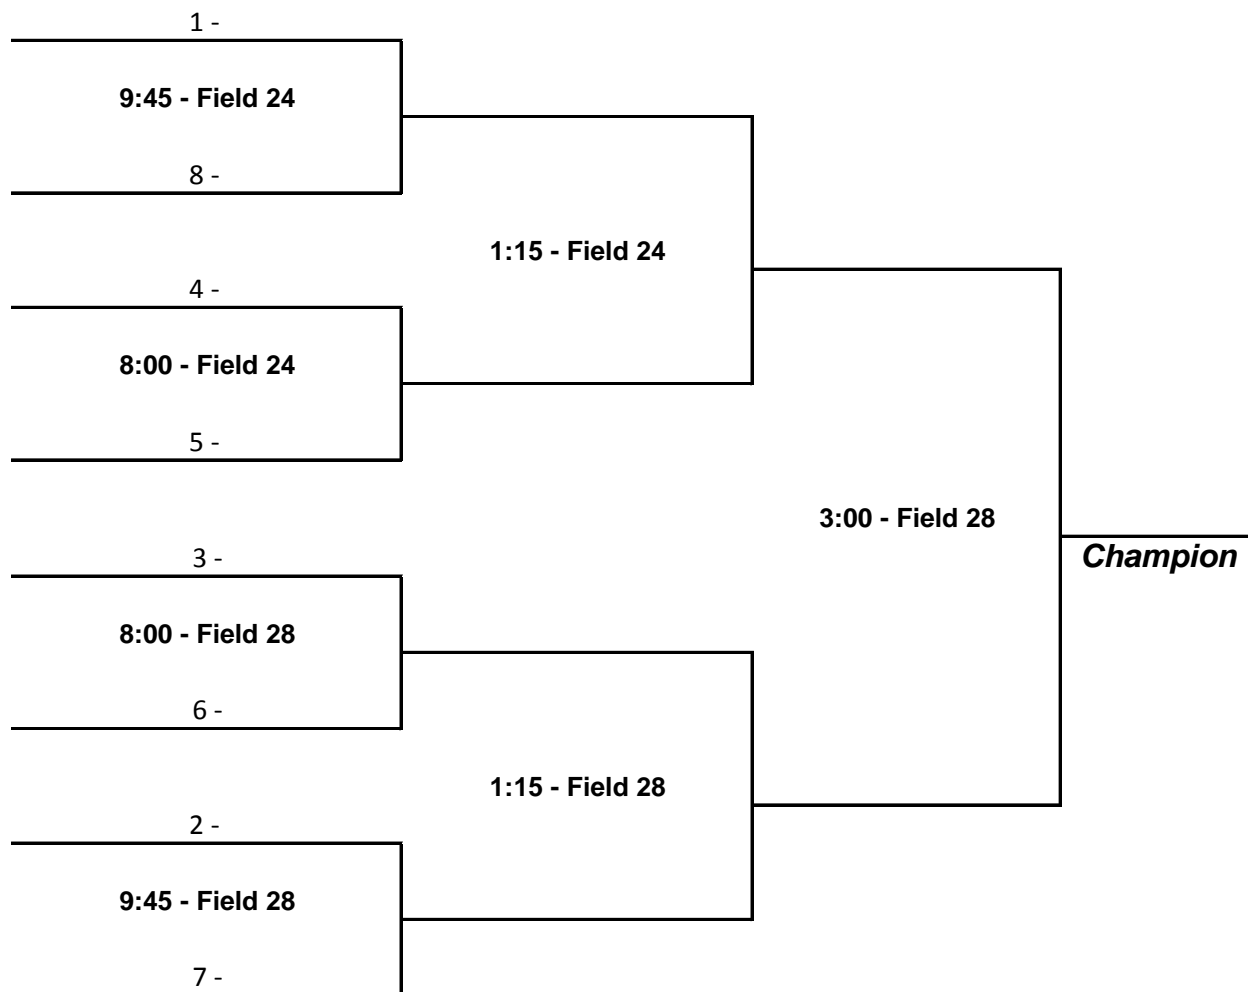 1 -
9:45 - Field 24
8 -
1:15 - Field 24
4 -
8:00 - Field 24
5 -
3:00 - Field 28
Champion
3 -
8:00 - Field 28
6 -
1:15 - Field 28
2 -
9:45 - Field 28
7 -